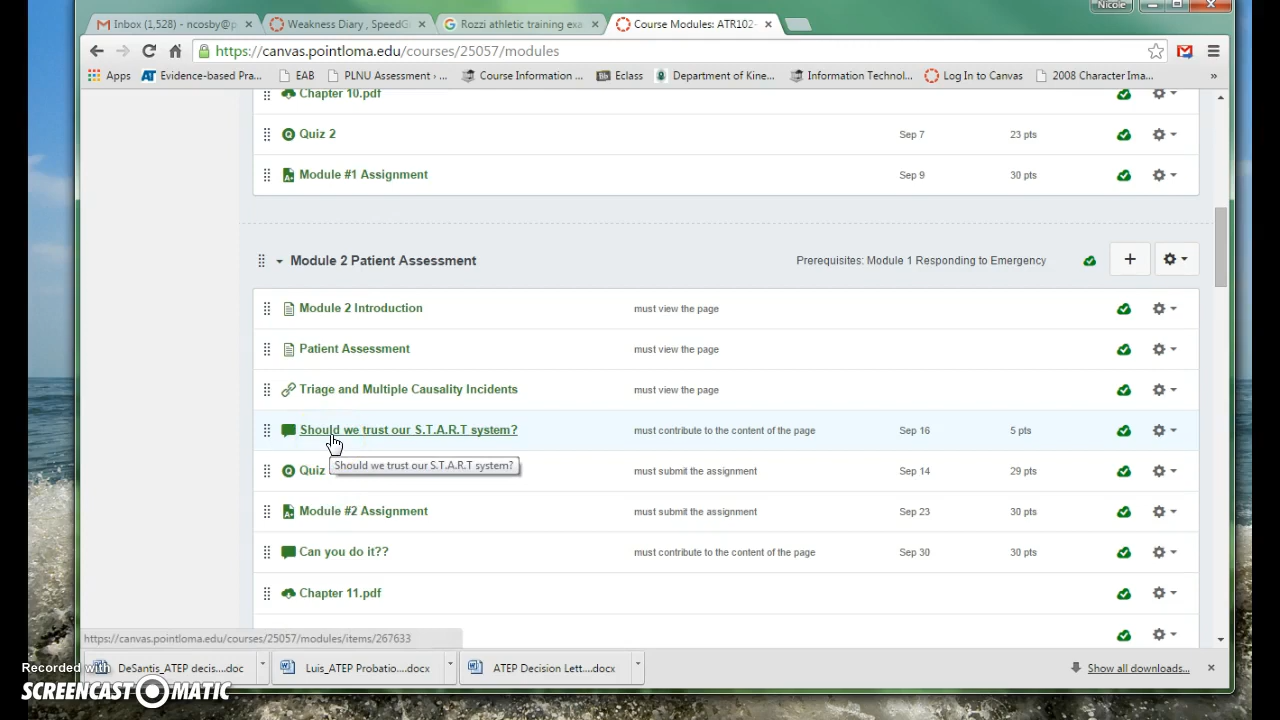 Nicole
Inbox (1,528) - ncosby@p
Weakness Diary , SpeedG
Rozzi athletic training exa
Course Modules: ATR102-
https://canvas.pointloma.edu/courses/25057/modules
Apps
Evidence-based Pra...
EAB
PLNU Assessment › ...
Course Information ...
Eclass
Department of Kine...
Information Technol...
Log In to Canvas
2008 Character Ima...
»
Chapter 10.pdf
Quiz 2 Sep 7 23 pts
Module #1 Assignment Sep 9 30 pts
Module 2 Patient Assessment Prerequisites: Module 1 Responding to Emergency
Module 2 Introduction must view the page
Patient Assessment must view the page
Triage and Multiple Causality Incidents must view the page
Should we trust our S.T.A.R.T system? must contribute to the content of the page Sep 16 5 pts
Should we trust our S.T.A.R.T system?
Quiz must submit the assignment Sep 14 29 pts
Module #2 Assignment must submit the assignment Sep 23 30 pts
Can you do it?? must contribute to the content of the page Sep 30 30 pts
Chapter 11.pdf
https://canvas.pointloma.edu/courses/25057/modules/items/267633
DeSantis_ATEP decis....doc
Luis_ATEP Probatio....docx
ATEP Decision Lett....docx
Show all downloads...
Recorded with
SCREENCAST-O-MATIC